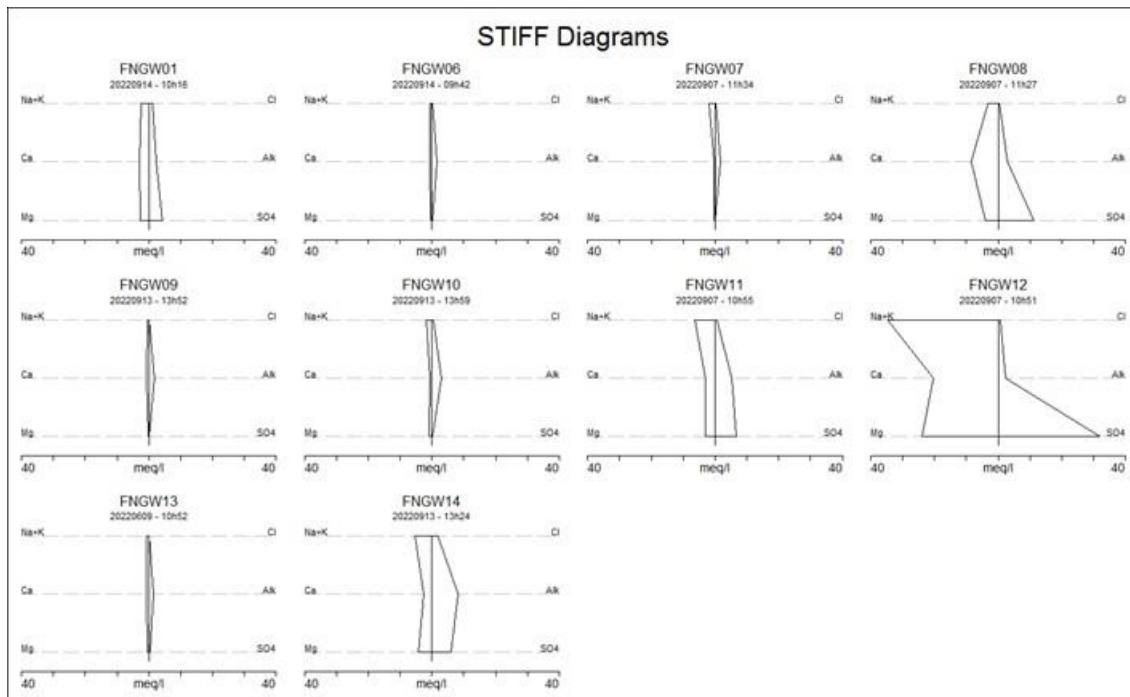 STIFF Diagrams
FNGW01
20220914 - 10h16
Na+K Cl
Ca Alk
Mg SO4
40 meq/l 40
FNGW06
20220914 - 09h42
Na+K Cl
Ca Alk
Mg SO4
40 meq/l 40
FNGW07
20220907 - 11h34
Na+K Cl
Ca Alk
Mg SO4
40 meq/l 40
FNGW08
20220907 - 11h27
Na+K Cl
Ca Alk
Mg SO4
40 meq/l 40
FNGW09
20220913 - 13h52
Na+K Cl
Ca Alk
Mg SO4
40 meq/l 40
FNGW10
20220913 - 13h59
Na+K Cl
Ca Alk
Mg SO4
40 meq/l 40
FNGW11
20220907 - 10h55
Na+K Cl
Ca Alk
Mg SO4
40 meq/l 40
FNGW12
20220907 - 10h51
Na+K Cl
Ca Alk
Mg SO4
40 meq/l 40
FNGW13
20220609 - 10h52
Na+K Cl
Ca Alk
Mg SO4
40 meq/l 40
FNGW14
20220913 - 13h24
Na+K Cl
Ca Alk
Mg SO4
40 meq/l 40